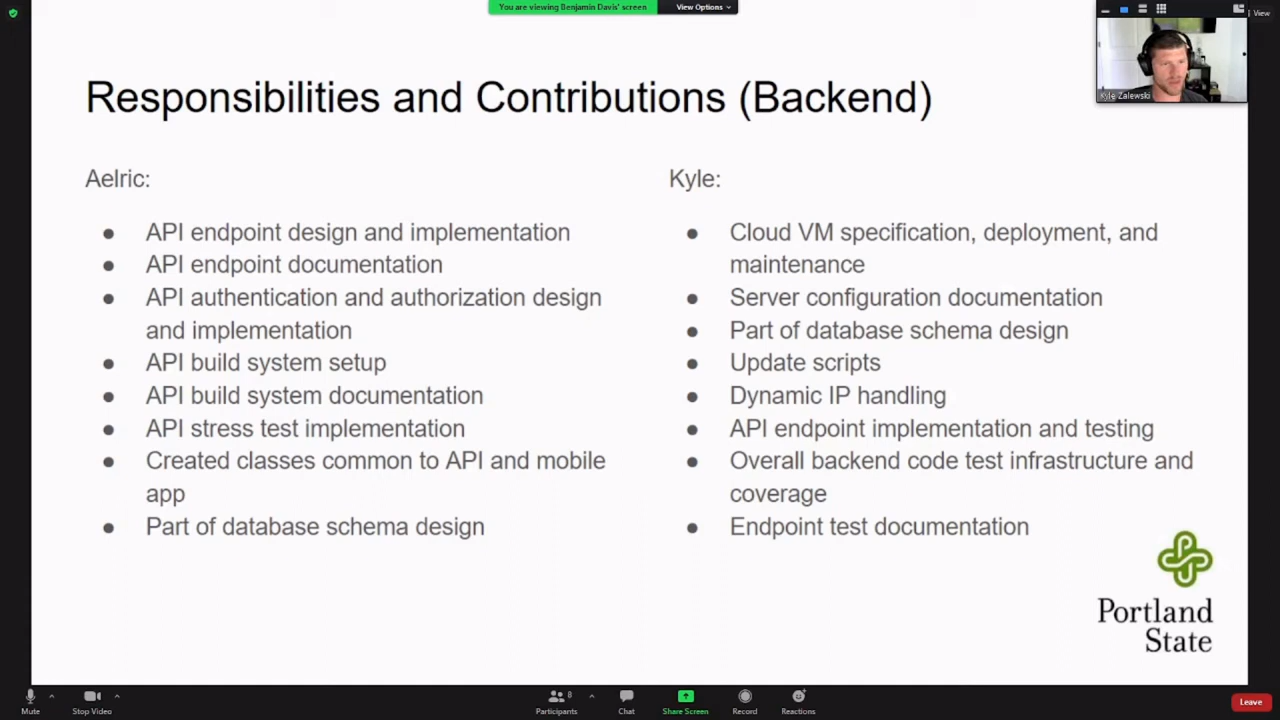 You are viewing Benjamin Davis' screen
View Options
View
Kyle Zalewski
Responsibilities and Contributions (Backend)
Aelric:
● API endpoint design and implementation
● API endpoint documentation
● API authentication and authorization design
and implementation
● API build system setup
● API build system documentation
● API stress test implementation
● Created classes common to API and mobile
app
● Part of database schema design
Kyle:
● Cloud VM specification, deployment, and
maintenance
● Server configuration documentation
● Part of database schema design
● Update scripts
● Dynamic IP handling
● API endpoint implementation and testing
● Overall backend code test infrastructure and
coverage
● Endpoint test documentation
Portland
State
Mute
Stop Video
8
Participants
Chat
Share Screen
Record
Reactions
Leave